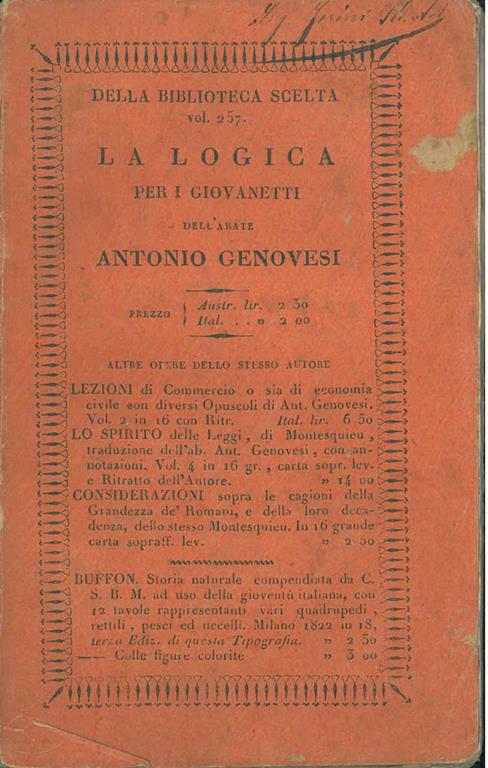 DELLA BIBLIOTECA SCELTA
vol. 257.
LA LOGICA
PER I GIOVANETTI
DELL'ABATE
ANTONIO GENOVESI
PREZZO { Austr. lir. 2 30
Ital. . . „ 2 00
ALTRE OPERE DELLO STESSO AUTORE
LEZIONI di Commercio o sia di economia
civile con diversi Opuscoli di Ant. Genovesi.
Vol. 2 in 16 con Ritr. Ital. lir. 6 50
LO SPIRITO delle Leggi, di Montesquieu,
traduzione dell'ab. Ant. Genovesi, con an-
notazioni. Vol. 4 in 16 gr., carta sopr. lev.
e Ritratto dell'Autore. „ 14 00
CONSIDERAZIONI sopra le cagioni della
Grandezza de' Romani, e della loro deca-
denza, dello stesso Montesquieu. In 16 grande
carta sopraff. lev. „ 2 50
BUFFON. Storia naturale compendiata da C.
S. B. M. ad uso della gioventù italiana, con
12 tavole rappresentanti vari quadrupedi,
rettili, pesci ed uccelli. Milano 1822 in 18,
terza Ediz. di questa Tipografia. „ 2 50
—— Colle figure colorite „ 3 00